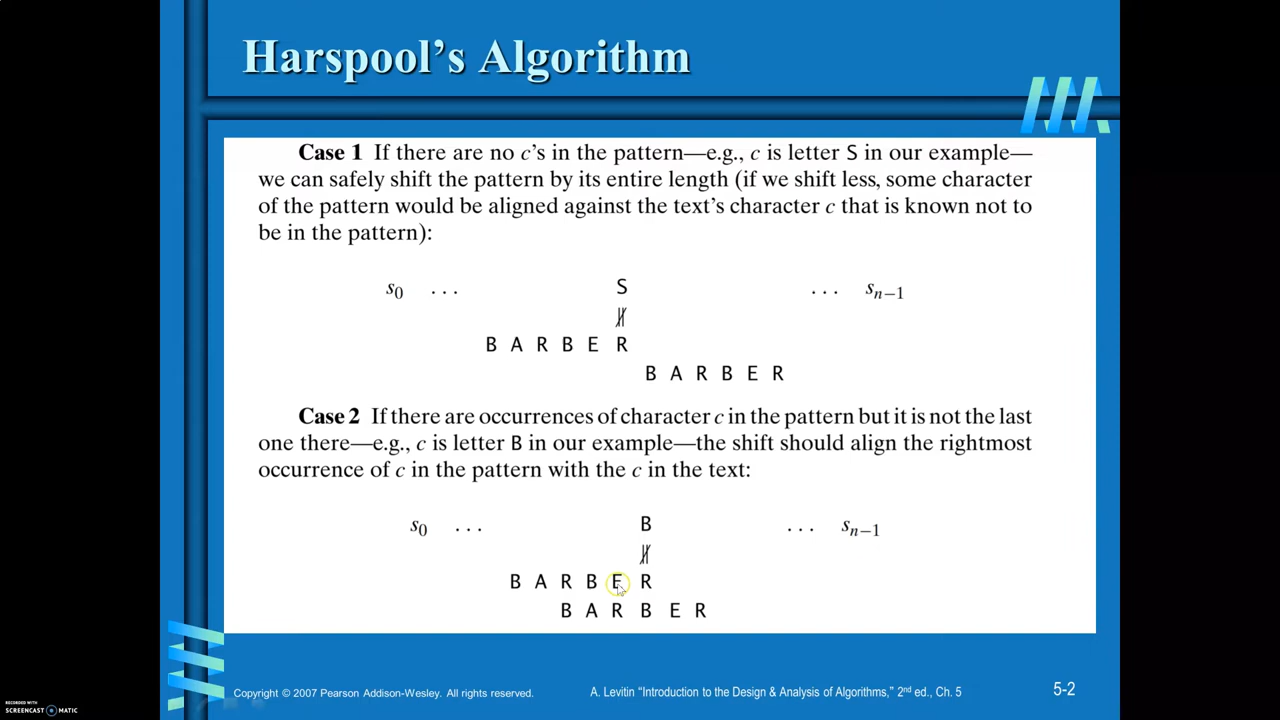 Harspool's Algorithm
Case 1 If there are no c's in the pattern—e.g., c is letter S in our example—
we can safely shift the pattern by its entire length (if we shift less, some character
of the pattern would be aligned against the text's character c that is known not to
be in the pattern):
s0 ... S ... sn−1
B A R B E R
B A R B E R
Case 2 If there are occurrences of character c in the pattern but it is not the last
one there—e.g., c is letter B in our example—the shift should align the rightmost
occurrence of c in the pattern with the c in the text:
s0 ... B ... sn−1
B A R B E R
B A R B E R
Copyright © 2007 Pearson Addison-Wesley. All rights reserved.
A. Levitin "Introduction to the Design & Analysis of Algorithms," 2nd ed., Ch. 5
5-2
RECORDED WITH
SCREENCAST MATIC